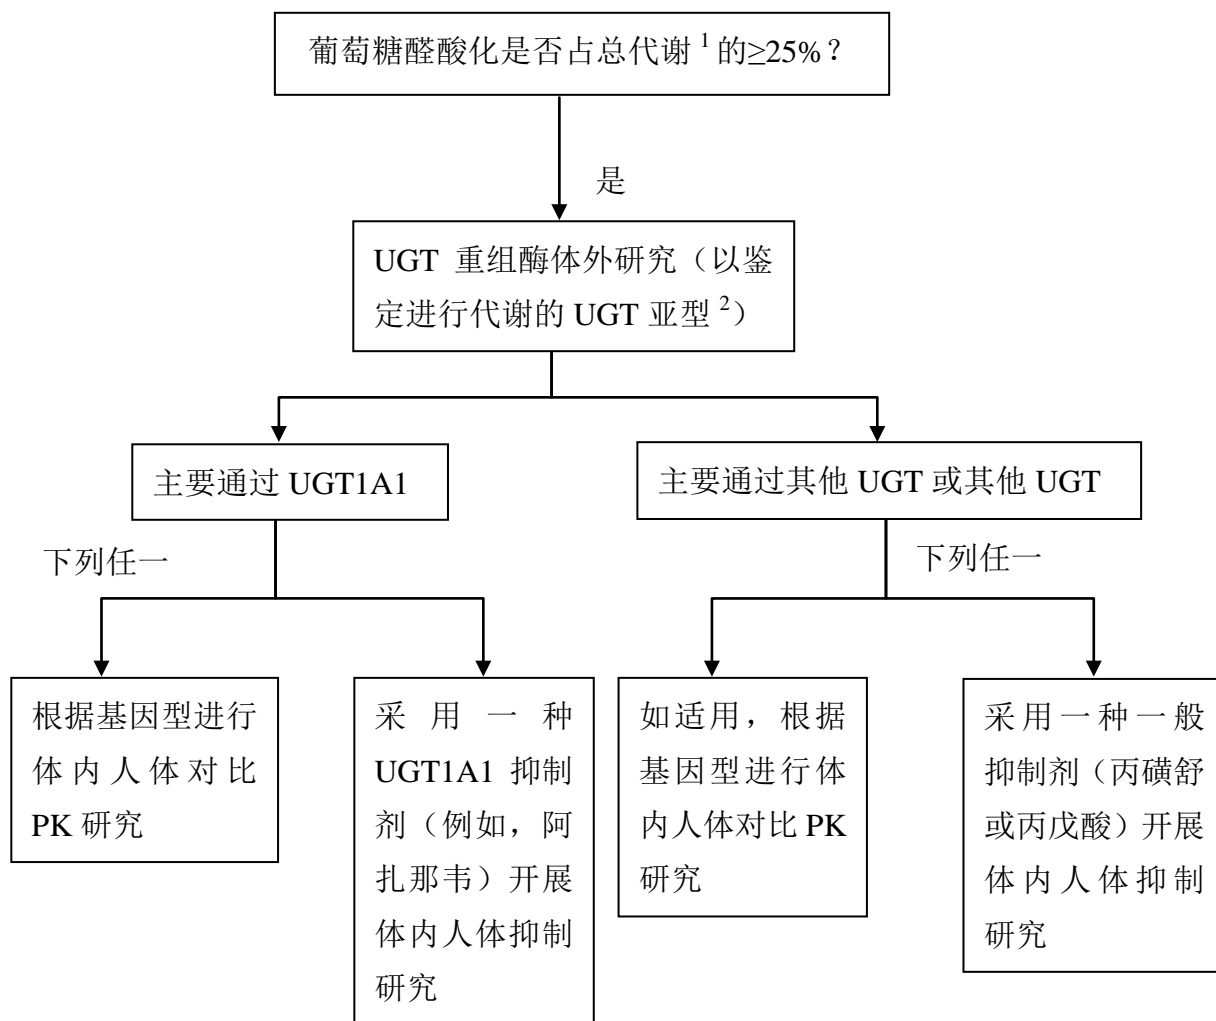 葡萄糖醛酸化是否占总代谢 1 的≥25%?
是
UGT 重组酶体外研究（以鉴
定进行代谢的 UGT 亚型 2）
主要通过 UGT1A1
主要通过其他 UGT 或其他 UGT
下列任一
下列任一
根据基因型进行
体内人体对比
PK 研究
采用一种
UGT1A1 抑制
剂（例如，阿
扎那韦）开展
体内人体抑制
研究
如适用，根据
基因型进行体
内人体对比 PK
研究
采用一种一般
抑制剂（丙磺舒
或丙戊酸）开展
体内人体抑制
研究